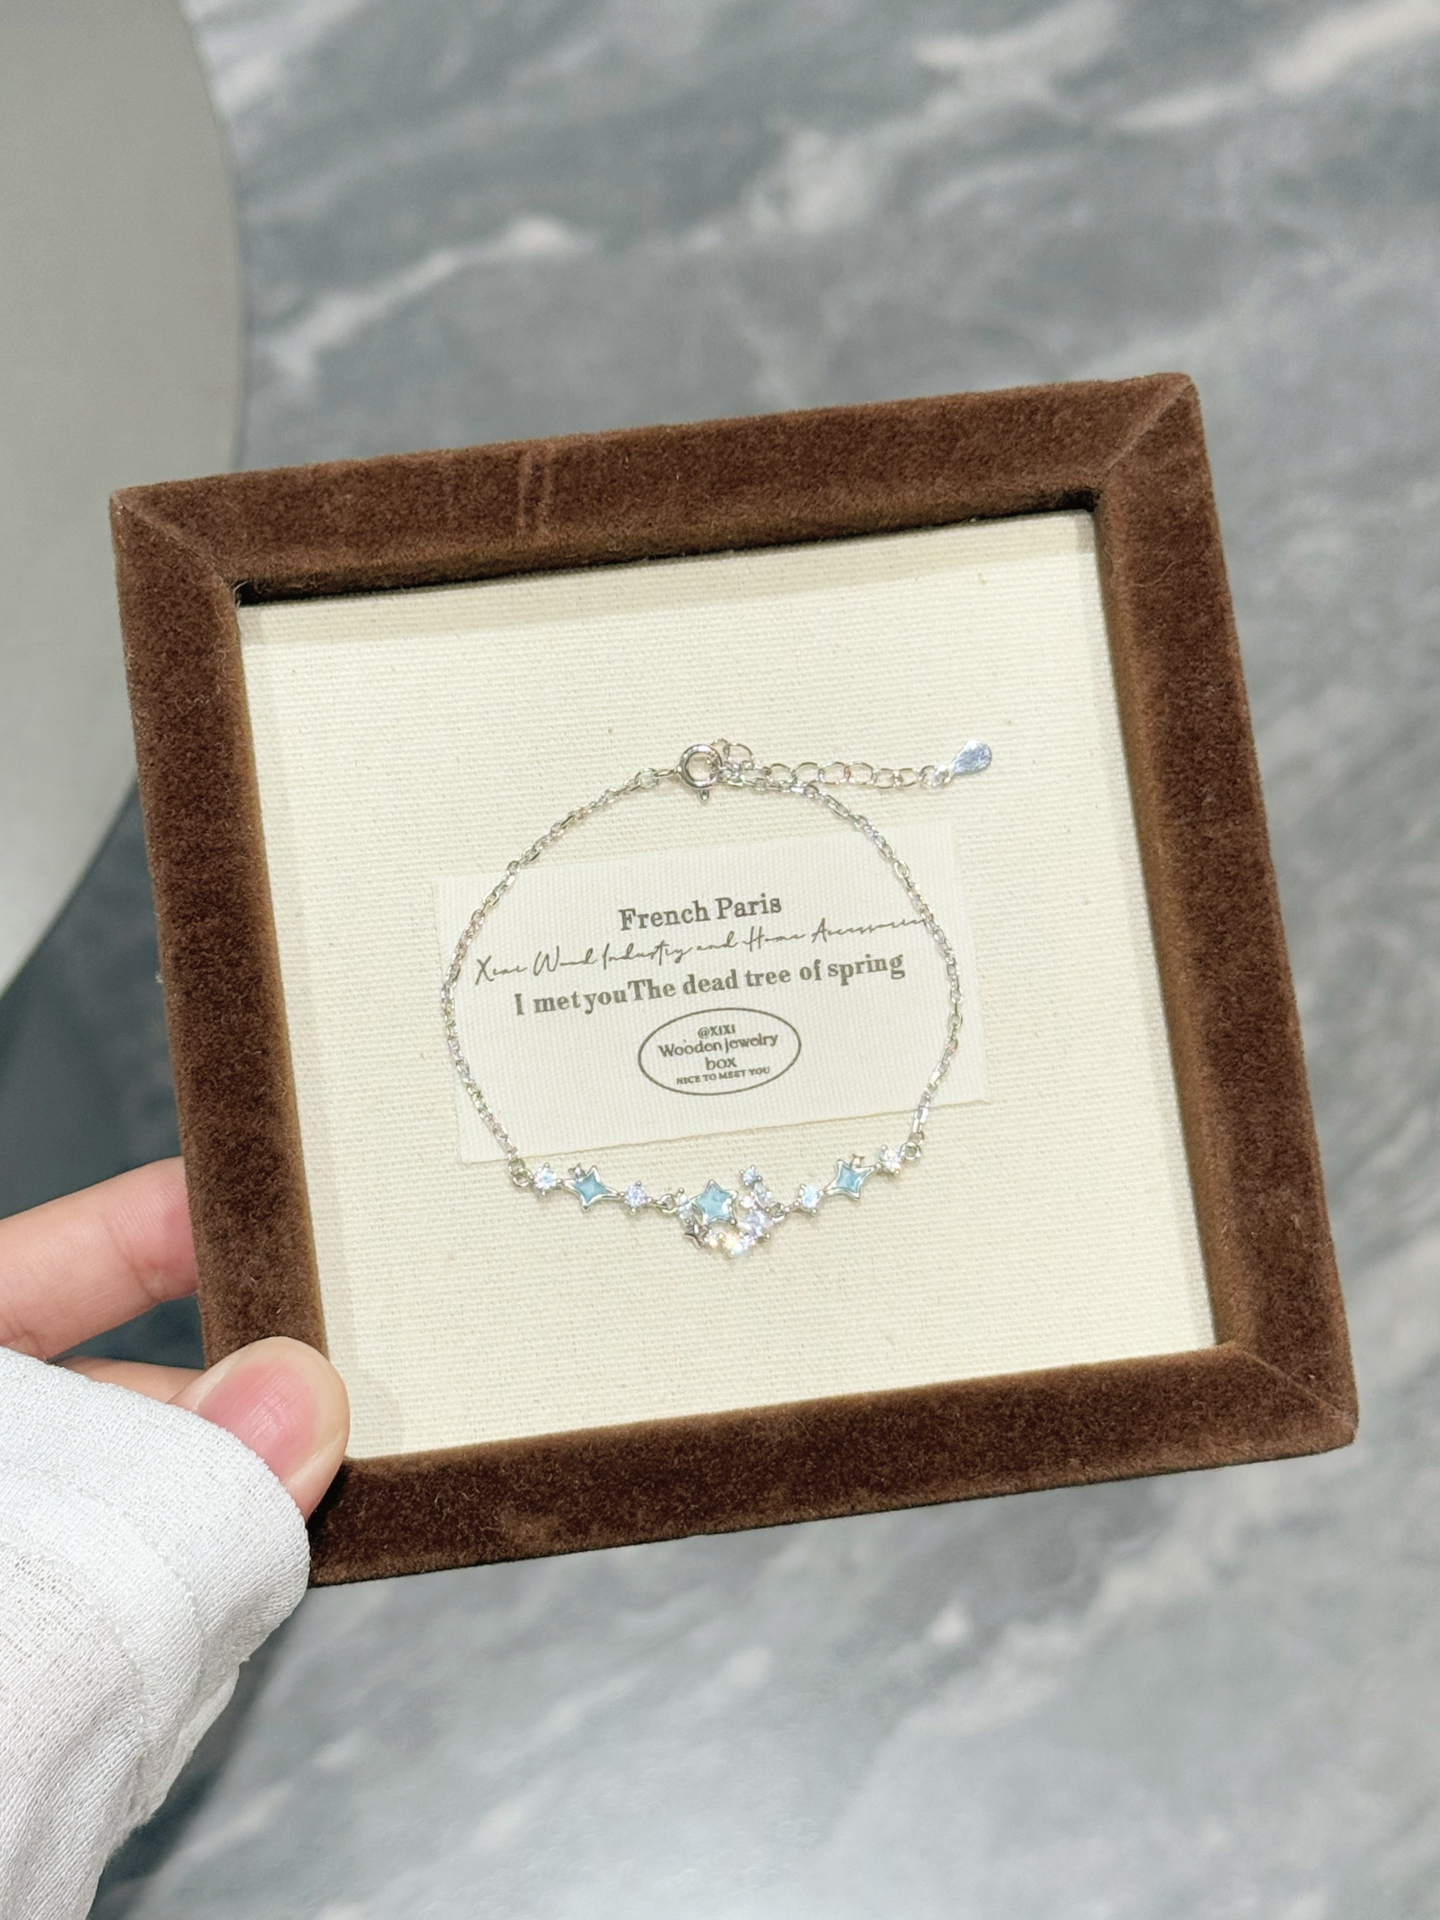 French Paris
Xixi Wood Industry and Home Accessories
I met youThe dead tree of spring
@XIXI
Wooden jewelry
box
NICE TO MEET YOU